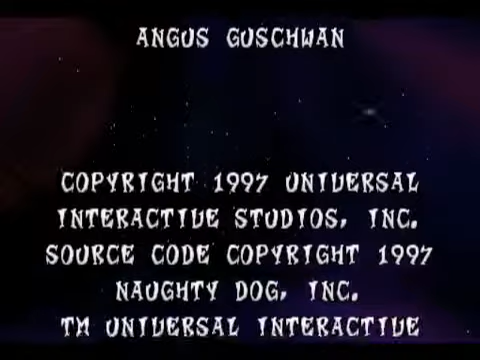 ANGUS GUSCHWAN
COPYRIGHT 1997 UNIVERSAL
INTERACTIVE STUDIOS, INC.
SOURCE CODE COPYRIGHT 1997
NAUGHTY DOG, INC.
TM UNIVERSAL INTERACTIVE